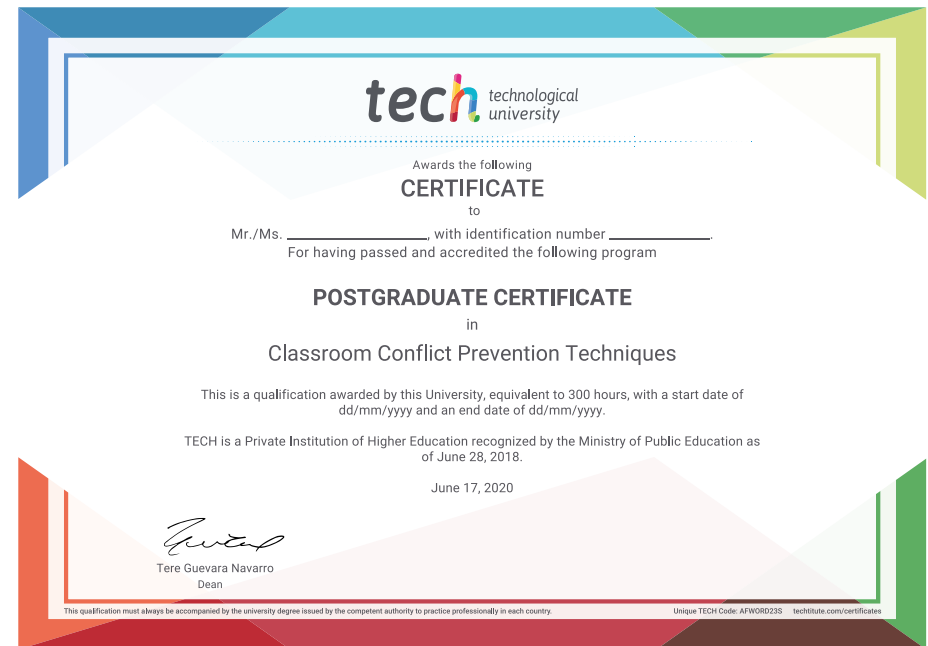 tech technological
university
Awards the following
CERTIFICATE
to
Mr./Ms. ____________________, with identification number ______________.
For having passed and accredited the following program
POSTGRADUATE CERTIFICATE
in
Classroom Conflict Prevention Techniques
This is a qualification awarded by this University, equivalent to 300 hours, with a start date of
dd/mm/yyyy and an end date of dd/mm/yyyy.
TECH is a Private Institution of Higher Education recognized by the Ministry of Public Education as
of June 28, 2018.
June 17, 2020
Tere Guevara Navarro
Dean
This qualification must always be accompanied by the university degree issued by the competent authority to practice professionally in each country.
Unique TECH Code: AFWORD23S techtitute.com/certificates